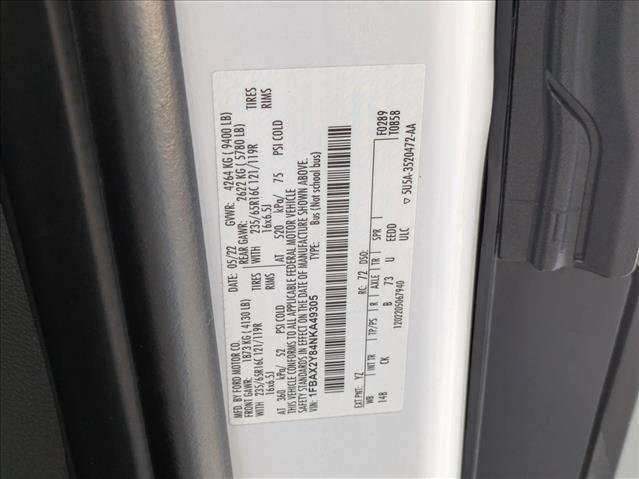 MFD. BY FORD MOTOR CO.
DATE: 05/22 GVWR: 4264 KG ( 9400 LB)
FRONT GAWR: 1873 KG ( 4130 LB) REAR GAWR: 2622 KG ( 5780 LB)
WITH 235/65R16C 121/119R TIRES WITH 235/65R16C 121/119R TIRES
16x6.5J RIMS 16x6.5J RIMS
AT 360 kPa/ 52 PSI COLD AT 520 kPa/ 75 PSI COLD
THIS VEHICLE CONFORMS TO ALL APPLICABLE FEDERAL MOTOR VEHICLE
SAFETY STANDARDS IN EFFECT ON THE DATE OF MANUFACTURE SHOWN ABOVE.
VIN: 1FBAX2Y84NKA49305 TYPE: Bus (Not school bus)
EXT PNT: YZ RC: 72 DSO: F0289
WB INT TR TP/PS R AXLE TR SPR T0858
148 CK B 73 U EEDD
ULC
1202205067940 ▽ 5U5A-3520472-AA